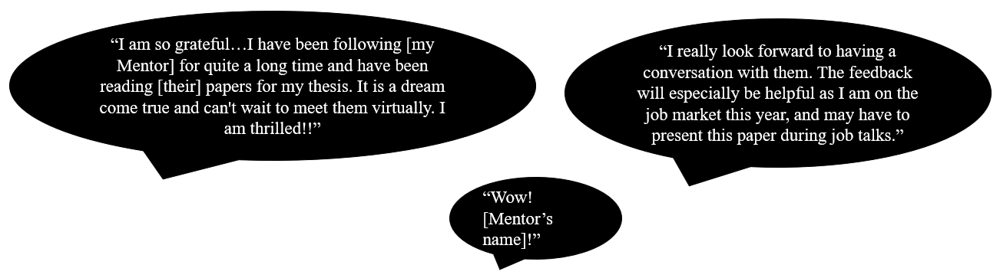 “I am so grateful…I have been following [my
Mentor] for quite a long time and have been
reading [their] papers for my thesis. It is a dream
come true and can't wait to meet them virtually. I
am thrilled!!”
“I really look forward to having a
conversation with them. The feedback
will especially be helpful as I am on the
job market this year, and may have to
present this paper during job talks.”
“Wow!
[Mentor’s
name]!”